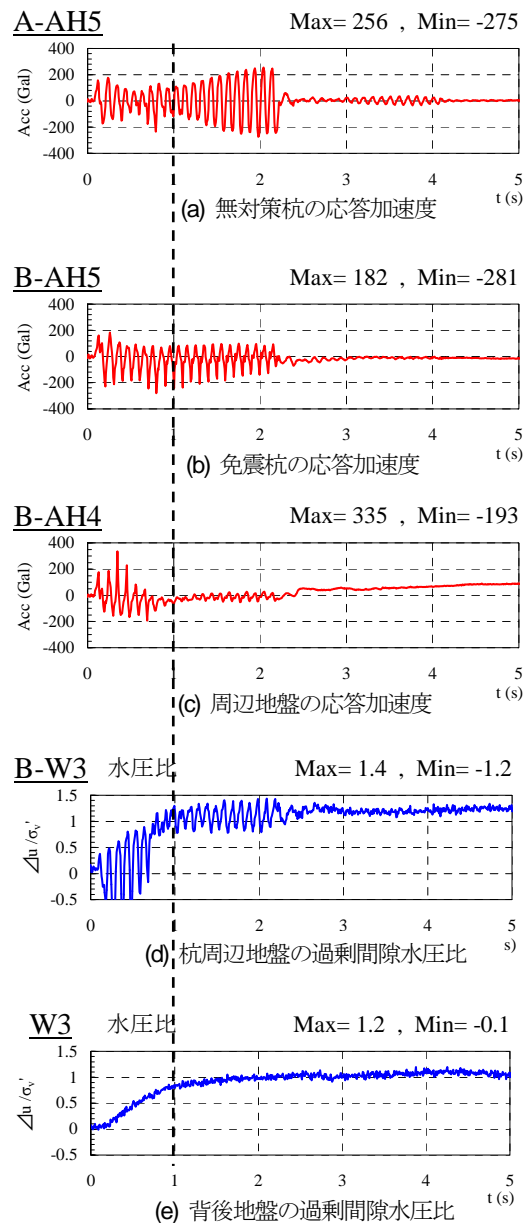 A-AH5 Max= 256 , Min= -275
Acc (Gal)
400
200
0
-200
-400
0 1 2 3 4 5
t (s)
(a) 無対策杭の応答加速度
B-AH5 Max= 182 , Min= -281
Acc (Gal)
400
200
0
-200
-400
0 1 2 3 4 5
t (s)
(b) 免震杭の応答加速度
B-AH4 Max= 335 , Min= -193
Acc (Gal)
400
200
0
-200
-400
0 1 2 3 4 5
t (s)
(c) 周辺地盤の応答加速度
B-W3 水圧比 Max= 1.4 , Min= -1.2
⊿u /σv'
1.5
1
0.5
0
-0.5
0 1 2 3 4 5
s)
(d) 杭周辺地盤の過剰間隙水圧比
W3 水圧比 Max= 1.2 , Min= -0.1
⊿u /σv'
1.5
1
0.5
0
-0.5
0 1 2 3 4 5
t (s)
(e) 背後地盤の過剰間隙水圧比